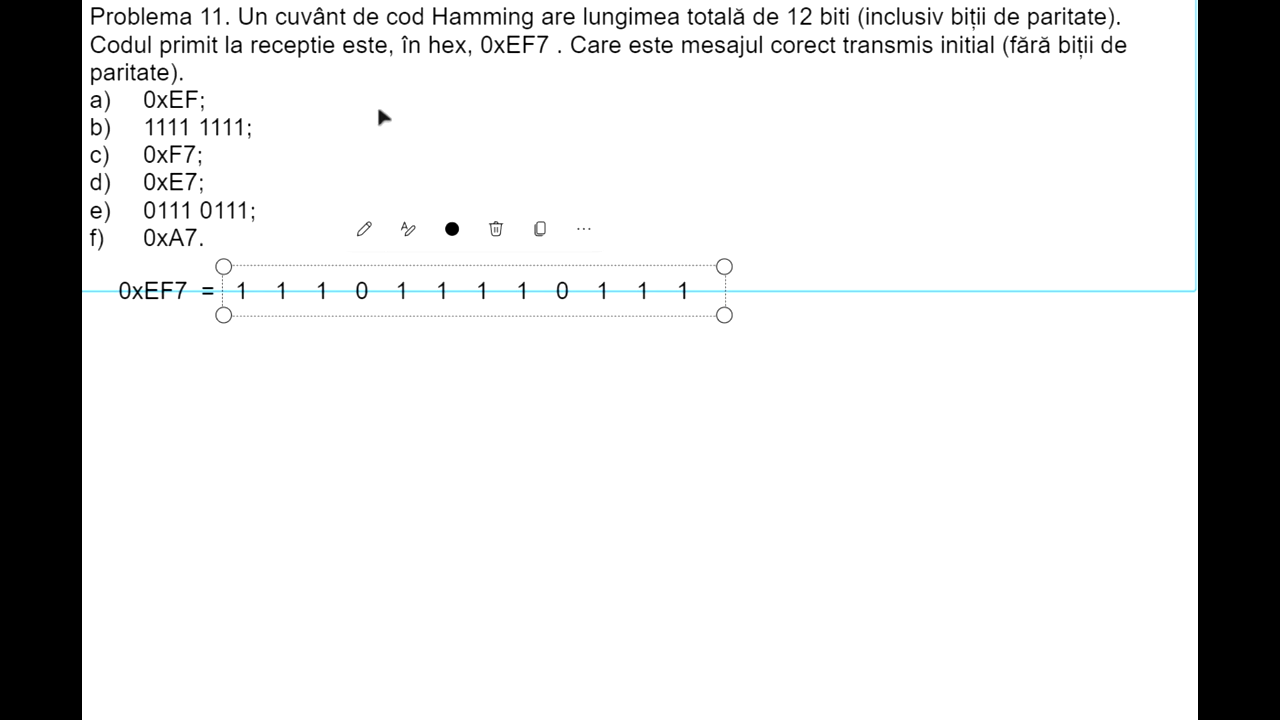 Problema 11. Un cuvânt de cod Hamming are lungimea totală de 12 biti (inclusiv biții de paritate).
Codul primit la receptie este, în hex, 0xEF7 . Care este mesajul corect transmis initial (fără biții de
paritate).
a) 0xEF;
b) 1111 1111;
c) 0xF7;
d) 0xE7;
e) 0111 0111;
f) 0xA7.
0xEF7 = 1 1 1 0 1 1 1 1 0 1 1 1